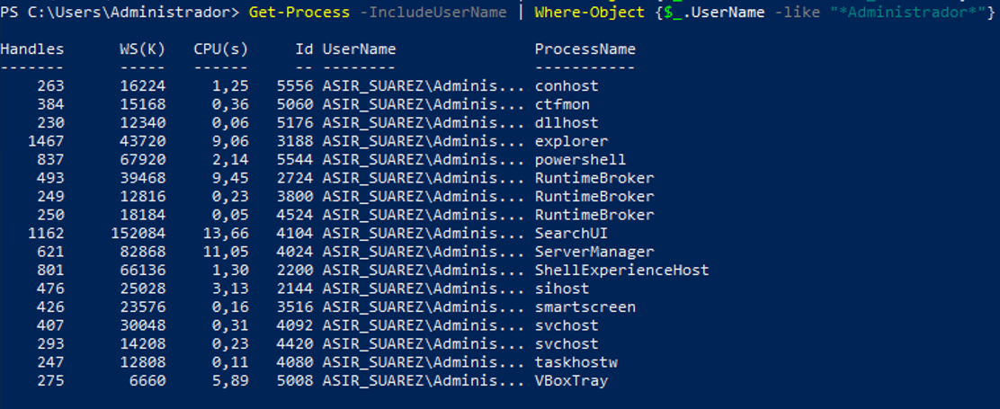 PS C:\Users\Administrador> Get-Process -IncludeUserName | Where-Object {$_.UserName -like "*Administrador*"}
Handles WS(K) CPU(s) Id UserName ProcessName
------- ----- ------ -- -------- -----------
263 16224 1,25 5556 ASIR_SUAREZ\Adminis... conhost
384 15168 0,36 5060 ASIR_SUAREZ\Adminis... ctfmon
230 12340 0,06 5176 ASIR_SUAREZ\Adminis... dllhost
1467 43720 9,06 3188 ASIR_SUAREZ\Adminis... explorer
837 67920 2,14 5544 ASIR_SUAREZ\Adminis... powershell
493 39468 9,45 2724 ASIR_SUAREZ\Adminis... RuntimeBroker
249 12816 0,23 3800 ASIR_SUAREZ\Adminis... RuntimeBroker
250 18184 0,05 4524 ASIR_SUAREZ\Adminis... RuntimeBroker
1162 152084 13,66 4104 ASIR_SUAREZ\Adminis... SearchUI
621 82868 11,05 4024 ASIR_SUAREZ\Adminis... ServerManager
801 66136 1,30 2200 ASIR_SUAREZ\Adminis... ShellExperienceHost
476 25028 3,13 2144 ASIR_SUAREZ\Adminis... sihost
426 23576 0,16 3516 ASIR_SUAREZ\Adminis... smartscreen
407 30048 0,31 4092 ASIR_SUAREZ\Adminis... svchost
293 14208 0,23 4420 ASIR_SUAREZ\Adminis... svchost
247 12808 0,11 4080 ASIR_SUAREZ\Adminis... taskhostw
275 6660 5,89 5008 ASIR_SUAREZ\Adminis... VBoxTray